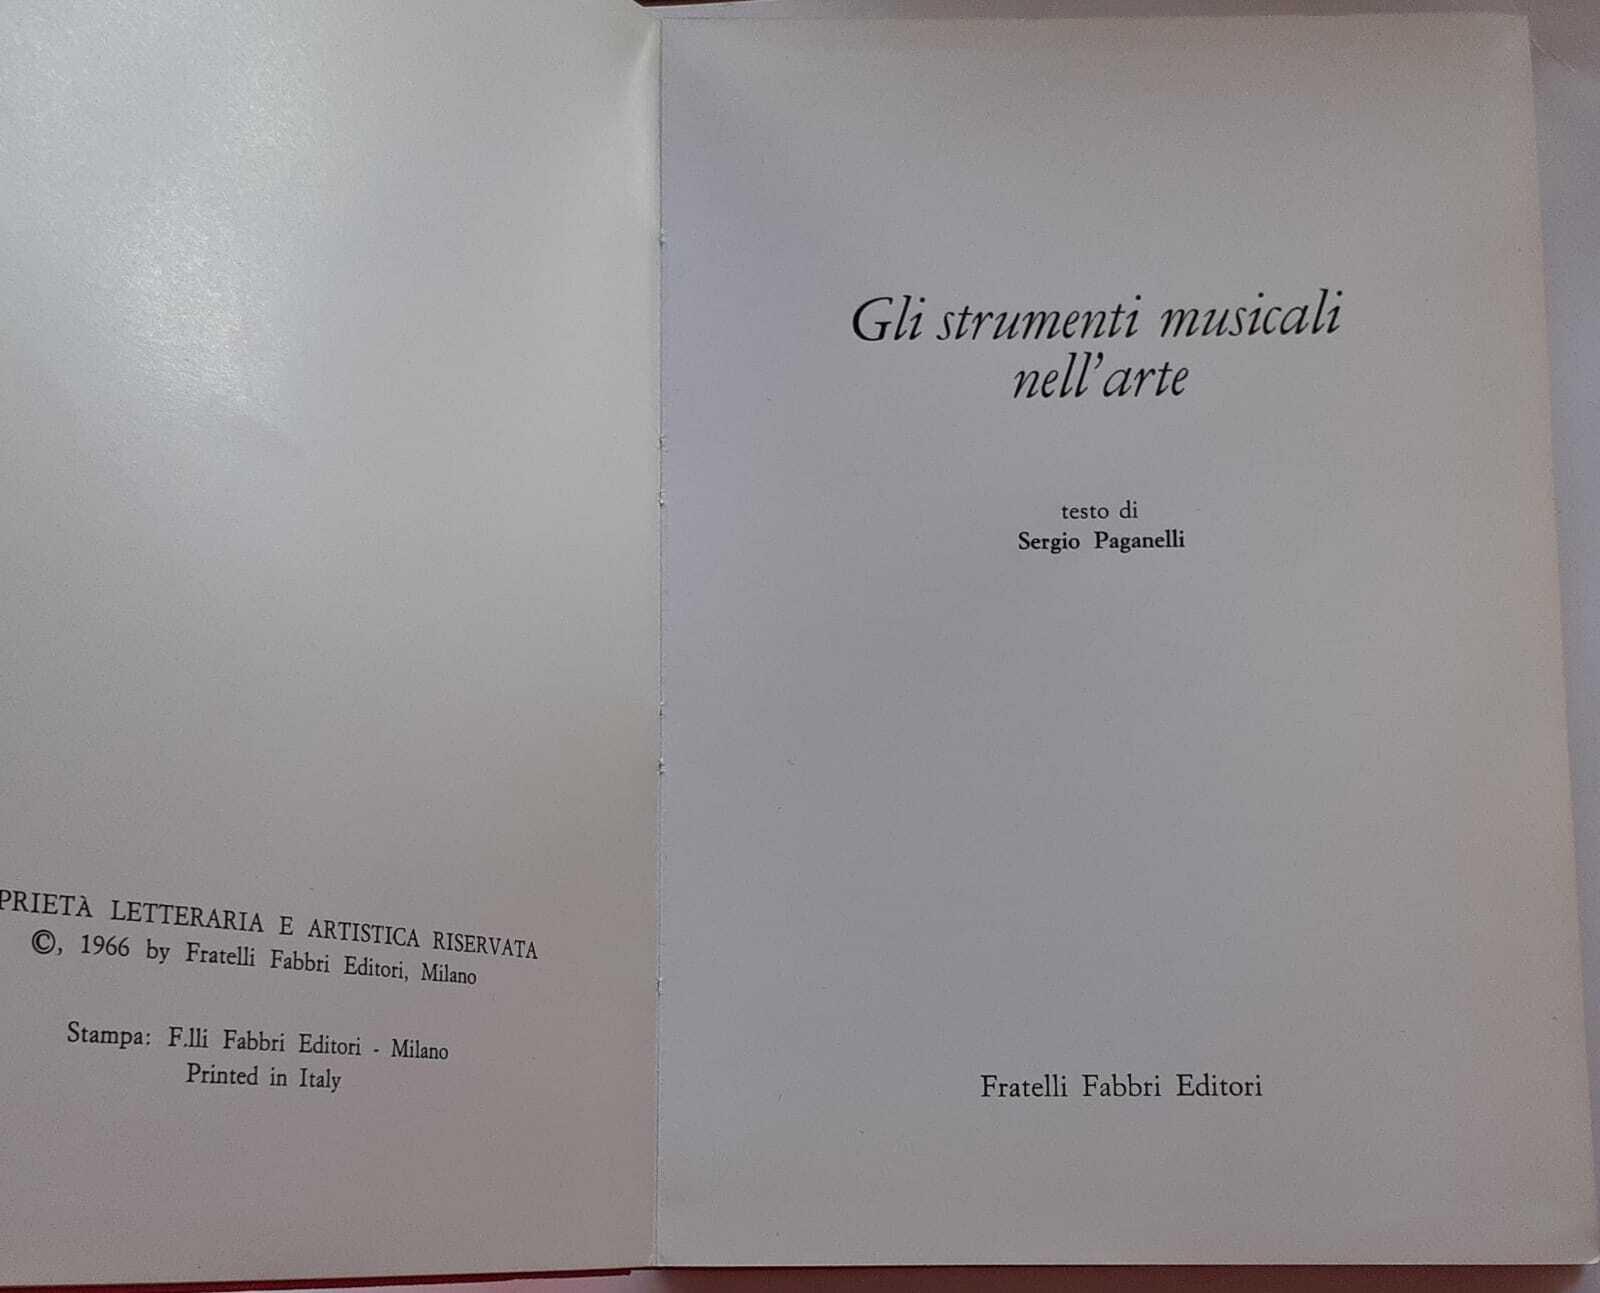 PRIETÀ LETTERARIA E ARTISTICA RISERVATA
©, 1966 by Fratelli Fabbri Editori, Milano
Stampa: F.lli Fabbri Editori - Milano
Printed in Italy
Gli strumenti musicali
nell'arte
testo di
Sergio Paganelli
Fratelli Fabbri Editori